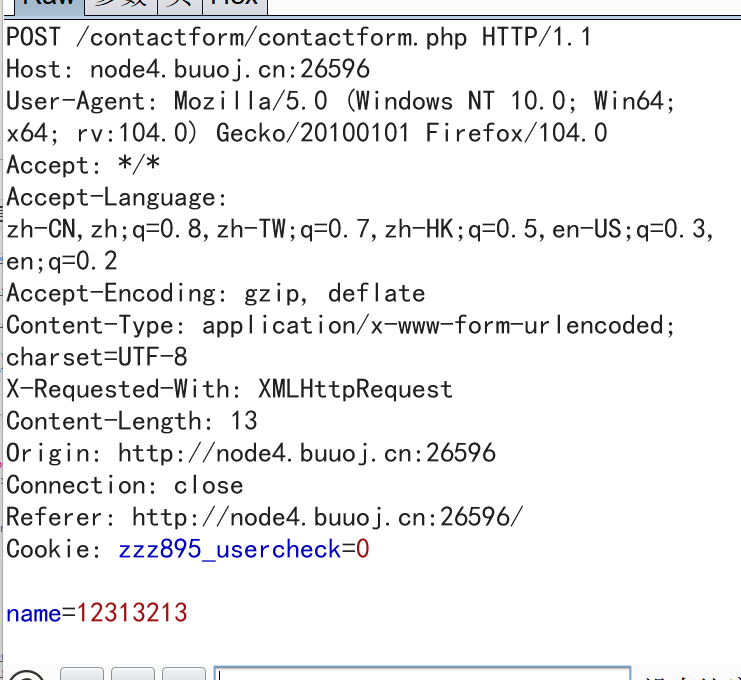 Raw 参数 头 Hex
POST /contactform/contactform.php HTTP/1.1
Host: node4.buuoj.cn:26596
User-Agent: Mozilla/5.0 (Windows NT 10.0; Win64;
x64; rv:104.0) Gecko/20100101 Firefox/104.0
Accept: */*
Accept-Language:
zh-CN,zh;q=0.8,zh-TW;q=0.7,zh-HK;q=0.5,en-US;q=0.3,
en;q=0.2
Accept-Encoding: gzip, deflate
Content-Type: application/x-www-form-urlencoded;
charset=UTF-8
X-Requested-With: XMLHttpRequest
Content-Length: 13
Origin: http://node4.buuoj.cn:26596
Connection: close
Referer: http://node4.buuoj.cn:26596/
Cookie: zzz895_usercheck=0
name=12313213